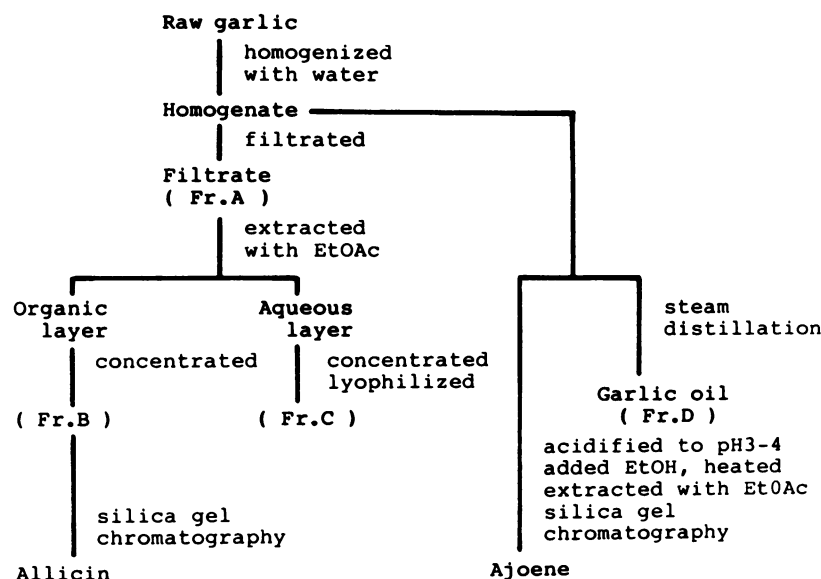 Raw garlic
homogenized
with water
Homogenate
filtrated
Filtrate
( Fr.A )
extracted
with EtOAc
Organic
layer
Aqueous
layer
steam
distillation
concentrated
concentrated
lyophilized
( Fr.B )
( Fr.C )
Garlic oil
( Fr.D )
acidified to pH3-4
added EtOH, heated
extracted with EtOAc
silica gel
chromatography
silica gel
chromatography
Allicin
Ajoene